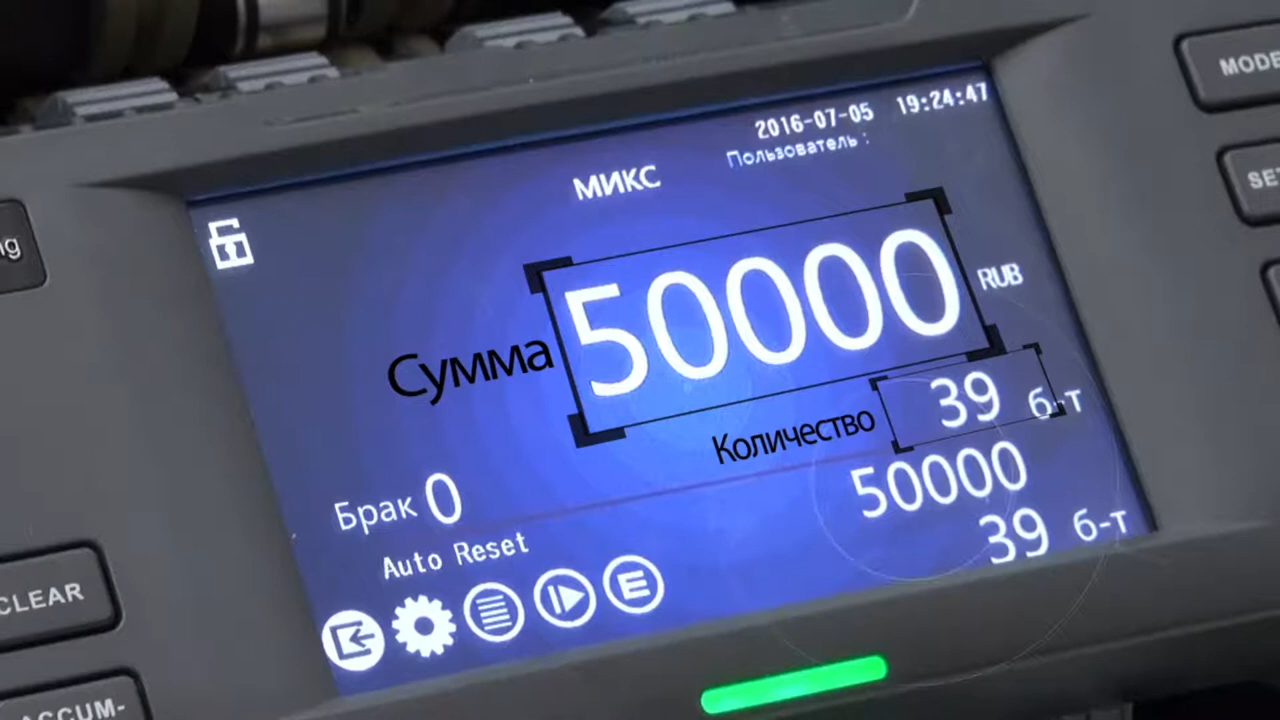 2016-07-05 19:24:47
Пользователь :
МИКС
50000 RUB
Сумма
39 б-т
Количество
50000
39 б-т
Брак 0
Auto Reset
E
MODE
SET
CLEAR
ACCUM-